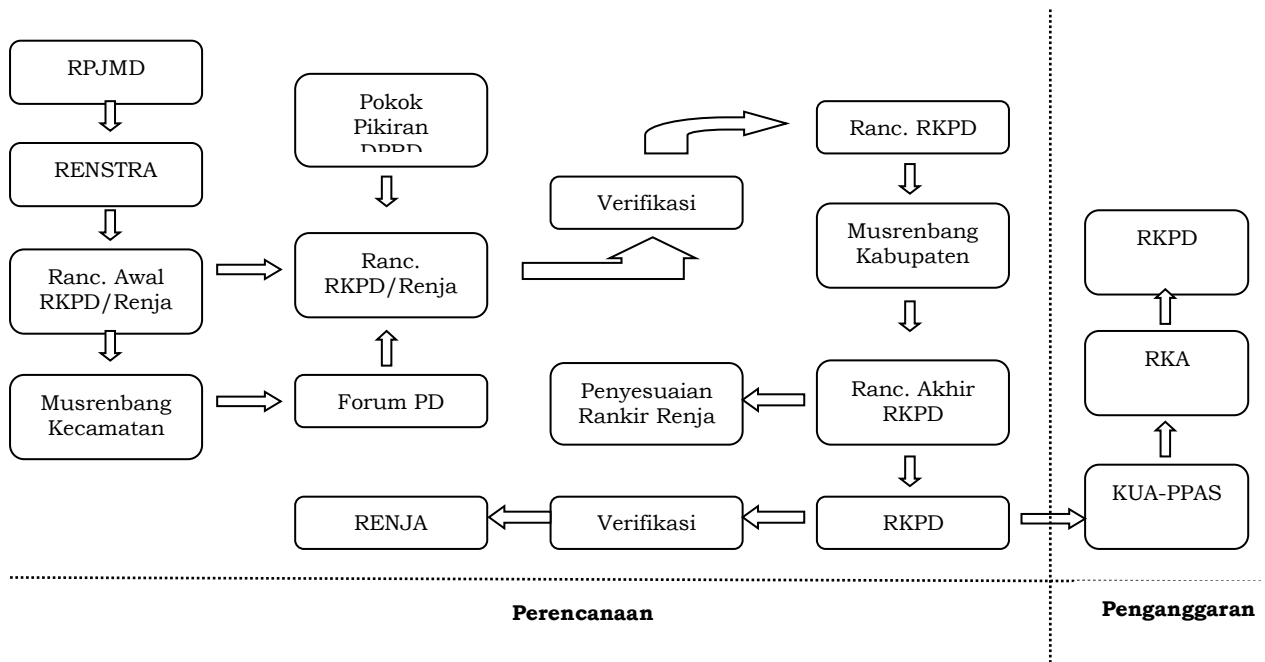 RPJMD
RENSTRA
Ranc. Awal
RKPD/Renja
Musrenbang
Kecamatan
Pokok
Pikiran
DPRD
Ranc.
RKPD/Renja
Forum PD
RENJA
Verifikasi
Penyesuaian
Rankir Renja
Verifikasi
Ranc. RKPD
Musrenbang
Kabupaten
Ranc. Akhir
RKPD
RKPD
RKPD
RKA
KUA-PPAS
Perencanaan
Penganggaran